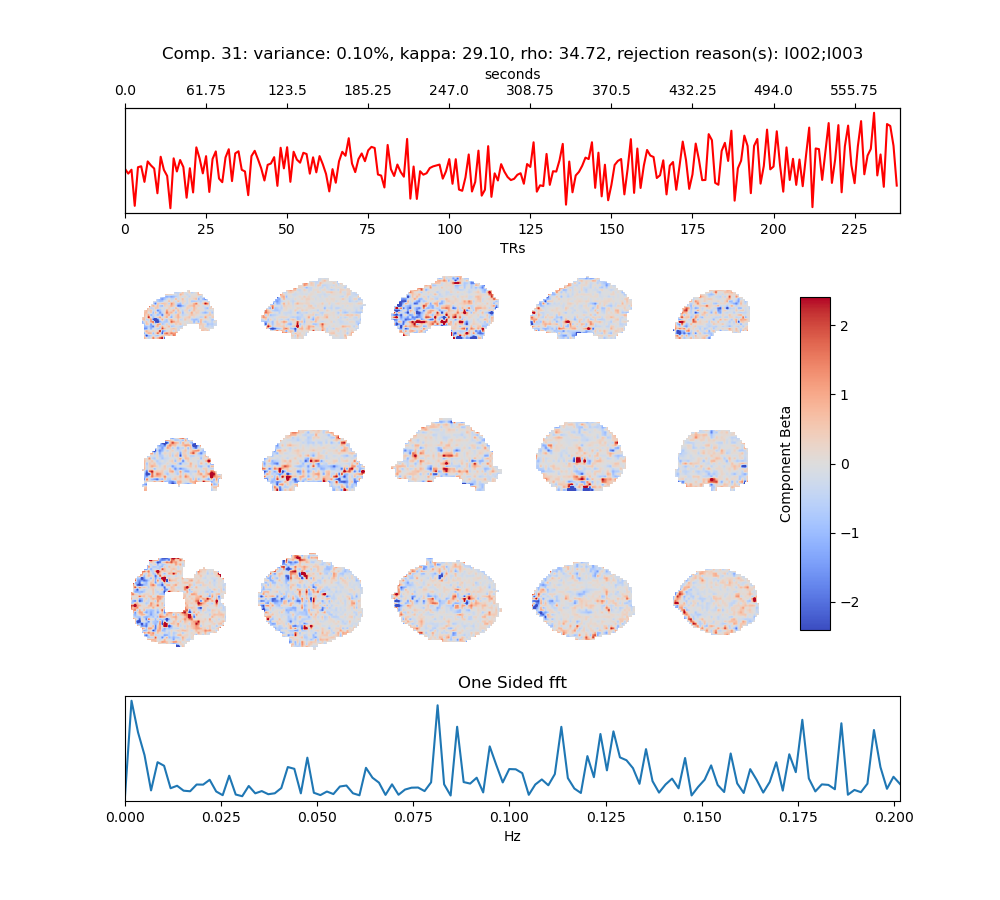 Comp. 31: variance: 0.10%, kappa: 29.10, rho: 34.72, rejection reason(s): I002;I003
seconds
0.0 61.75 123.5 185.25 247.0 308.75 370.5 432.25 494.0 555.75
0 25 50 75 100 125 150 175 200 225
TRs
2
1
0
−1
−2
Component Beta
One Sided fft
0.000 0.025 0.050 0.075 0.100 0.125 0.150 0.175 0.200
Hz